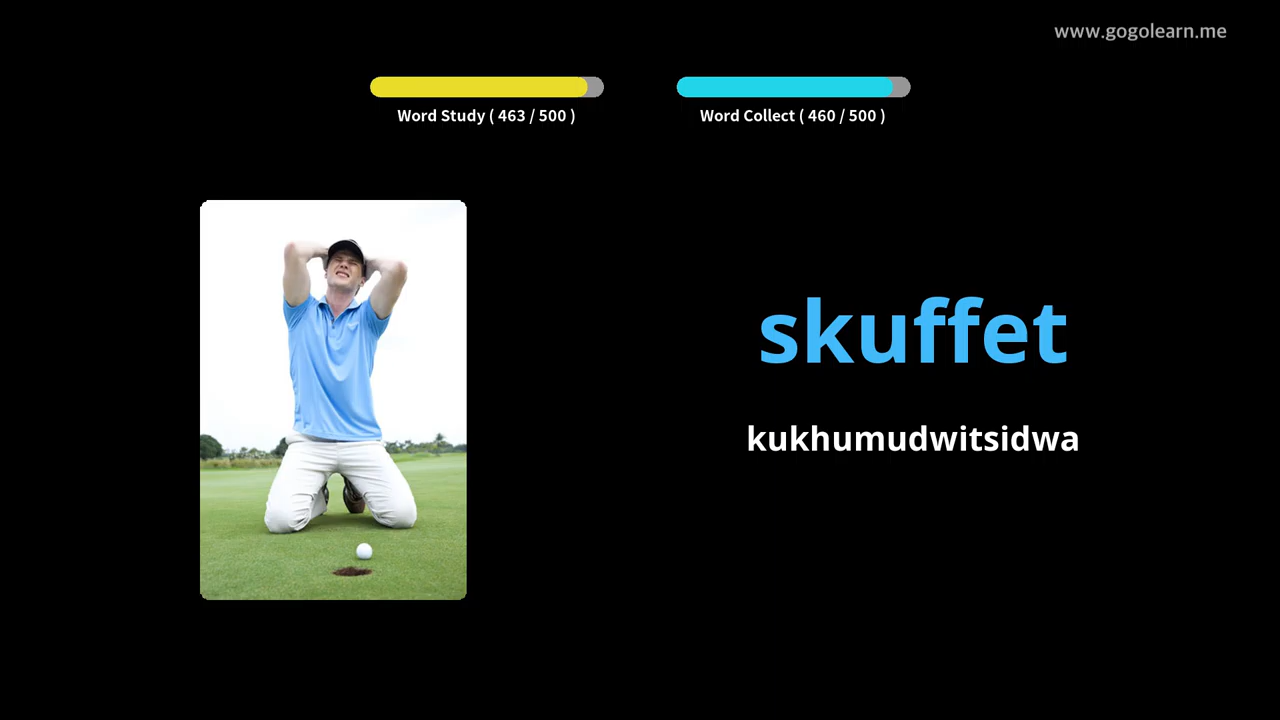 www.gogolearn.me
Word Study ( 463 / 500 )
Word Collect ( 460 / 500 )
skuffet
kukhumudwitsidwa